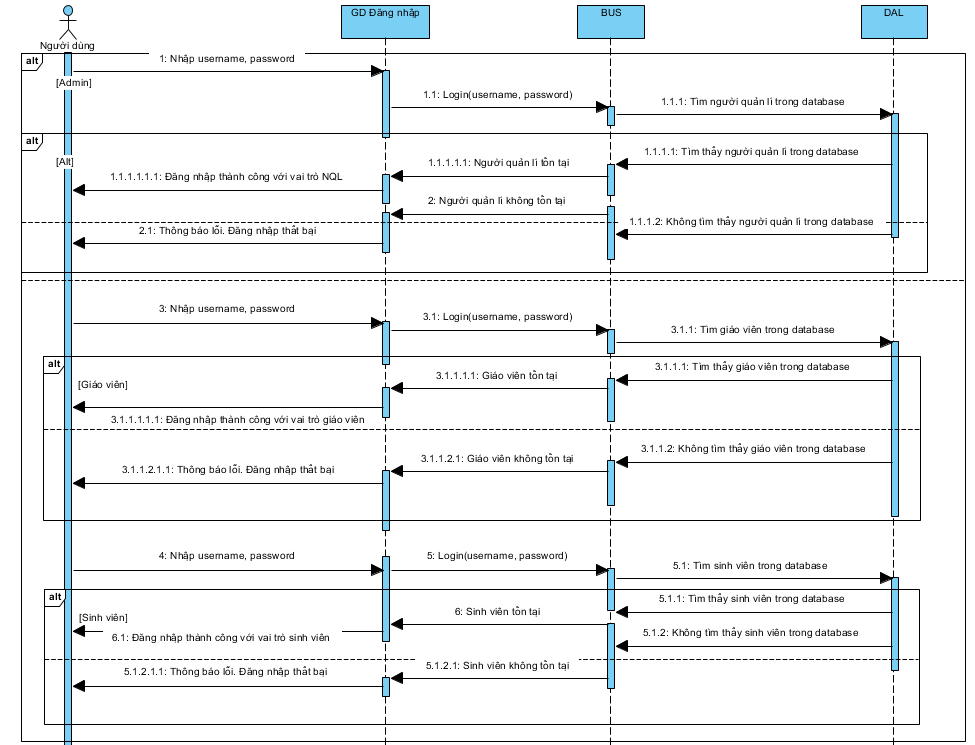 GD Đăng nhập
BUS
DAL
Người dùng
alt
1: Nhập username, password
[Admin]
1.1: Login(username, password)
1.1.1: Tìm người quản lí trong database
alt
[Alt]
1.1.1.1: Tìm thấy người quản lí trong database
1.1.1.1.1: Người quản lí tồn tại
1.1.1.1.1.1: Đăng nhập thành công với vai trò NQL
2: Người quản lí không tồn tại
1.1.1.2: Không tìm thấy người quản lí trong database
2.1: Thông báo lỗi. Đăng nhập thất bại
3: Nhập username, password
3.1: Login(username, password)
3.1.1: Tìm giáo viên trong database
alt
3.1.1.1: Tìm thấy giáo viên trong database
3.1.1.1.1: Giáo viên tồn tại
[Giáo viên]
3.1.1.1.1.1: Đăng nhập thành công với vai trò giáo viên
3.1.1.2: Không tìm thấy giáo viên trong database
3.1.1.2.1: Giáo viên không tồn tại
3.1.1.2.1.1: Thông báo lỗi. Đăng nhập thất bại
4: Nhập username, password
5: Login(username, password)
5.1: Tìm sinh viên trong database
alt
5.1.1: Tìm thấy sinh viên trong database
6: Sinh viên tồn tại
[Sinh viên]
6.1: Đăng nhập thành công với vai trò sinh viên
5.1.2: Không tìm thấy sinh viên trong database
5.1.2.1: Sinh viên không tồn tại
5.1.2.1.1: Thông báo lỗi. Đăng nhập thất bại